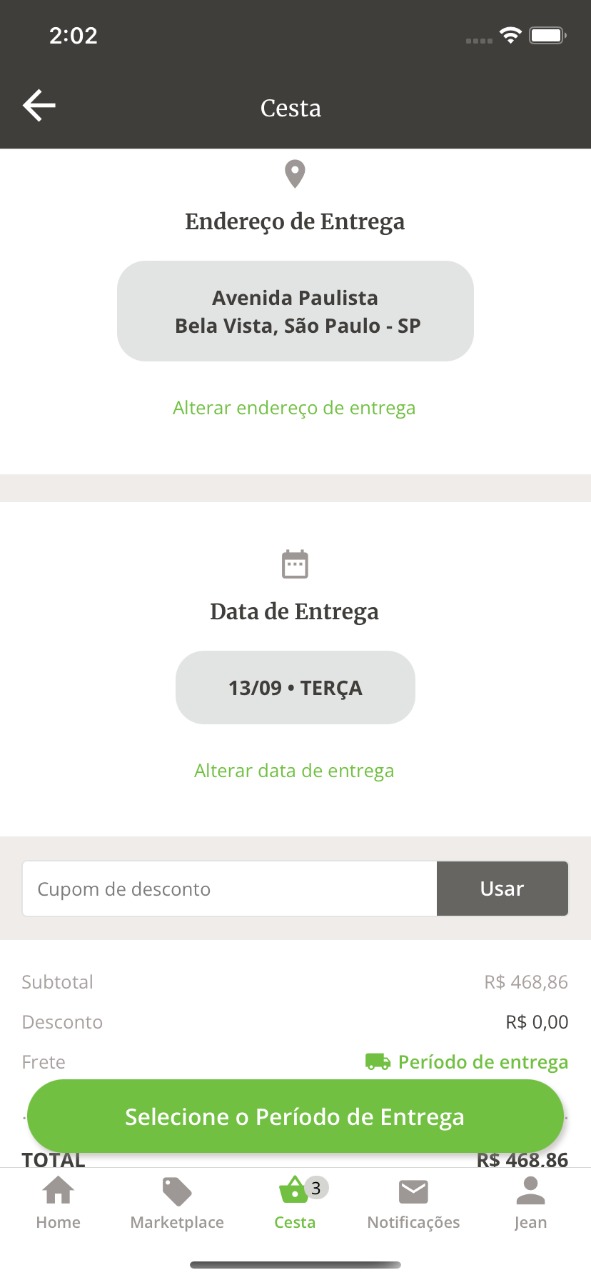 2:02
Cesta
Endereço de Entrega
Avenida Paulista
Bela Vista, São Paulo - SP
Alterar endereço de entrega
Data de Entrega
13/09 • TERÇA
Alterar data de entrega
Cupom de desconto Usar
Subtotal R$ 468,86
Desconto R$ 0,00
Frete Período de entrega
Selecione o Período de Entrega
TOTAL R$ 468,86
3
Home Marketplace Cesta Notificações Jean